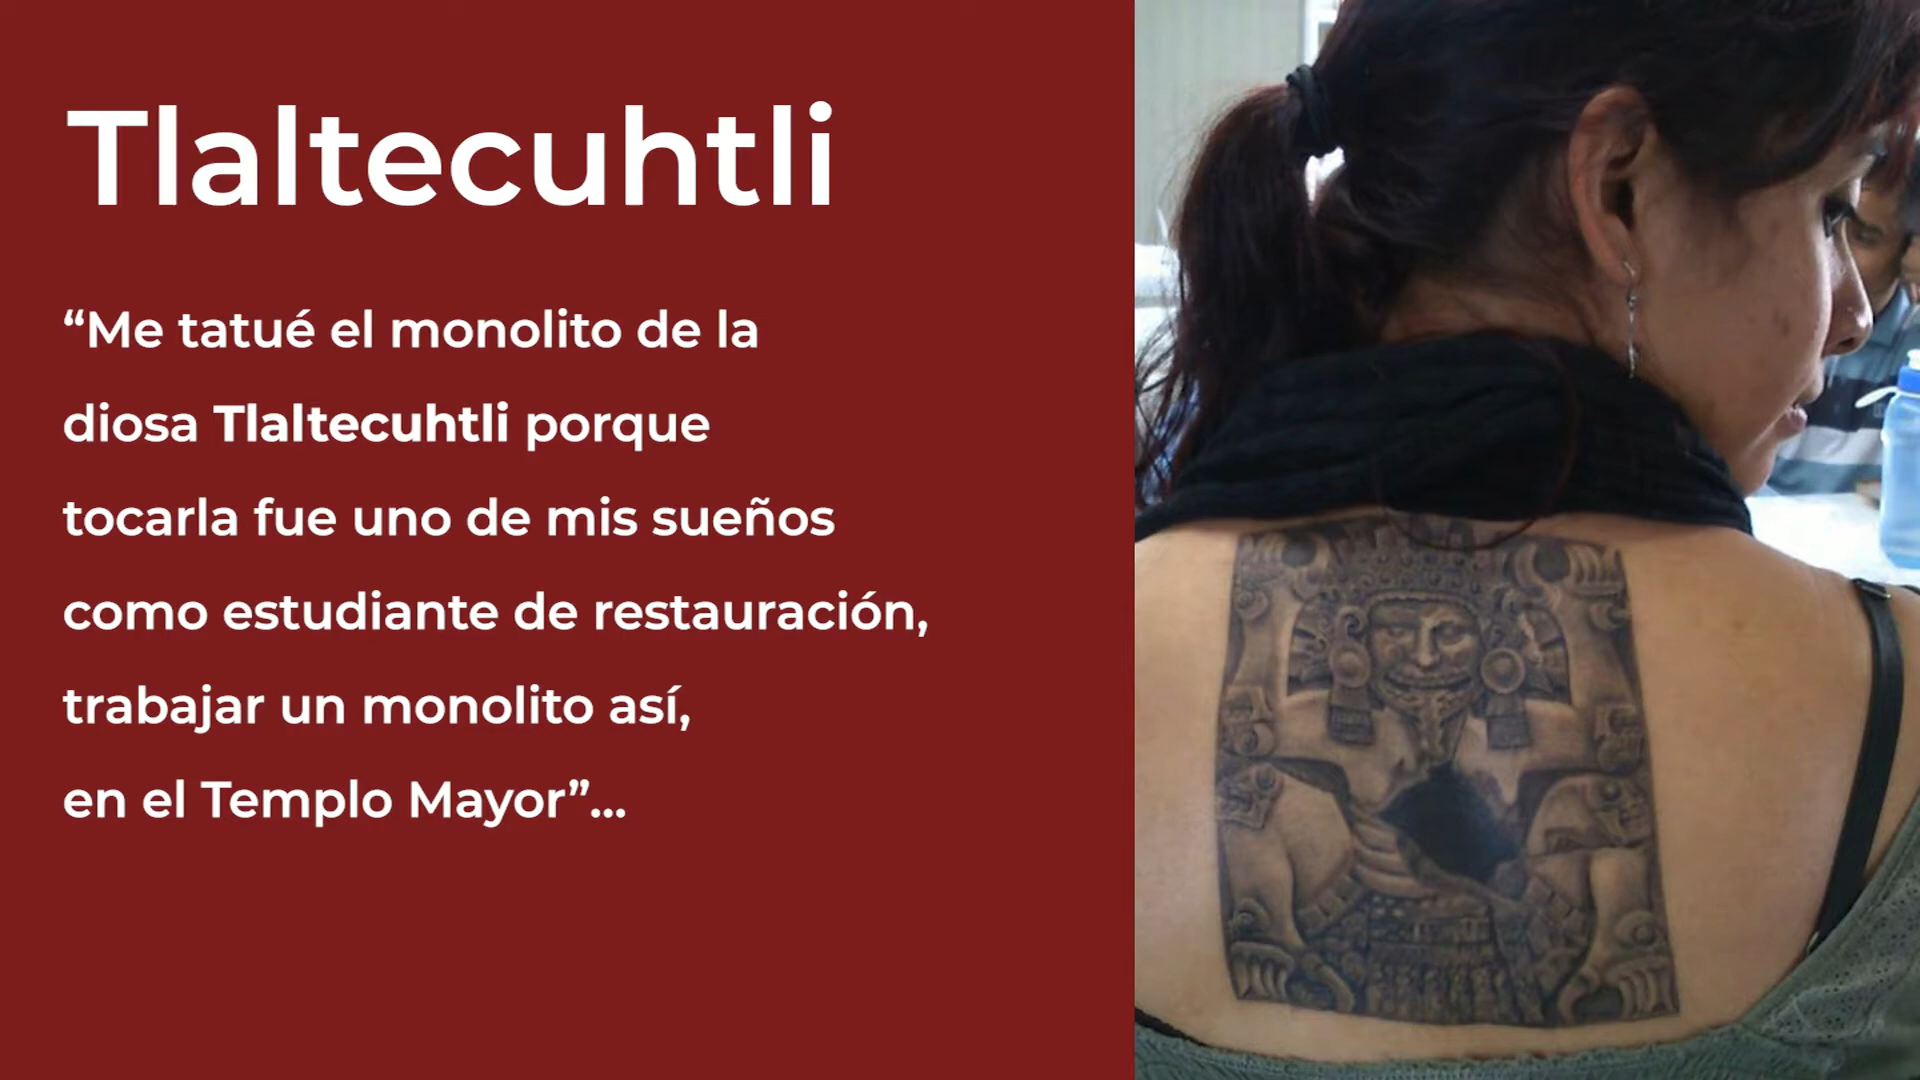 Tlaltecuhtli
“Me tatué el monolito de la
diosa Tlaltecuhtli porque
tocarla fue uno de mis sueños
como estudiante de restauración,
trabajar un monolito así,
en el Templo Mayor”...